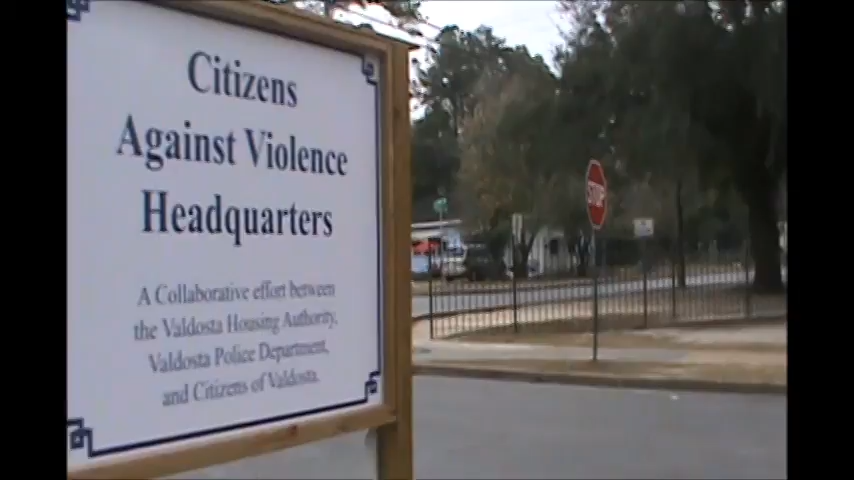 Citizens
Against Violence
Headquarters
A Collaborative effort between
the Valdosta Housing Authority,
Valdosta Police Department,
and Citizens of Valdosta.
STOP